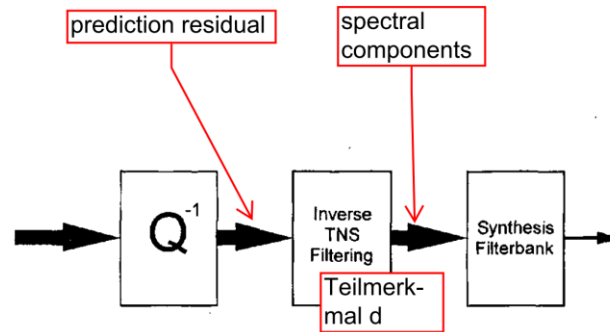 prediction residual
spectral
components
Q-1
Inverse
TNS
Filtering
Synthesis
Filterbank
Teilmerk-
mal d